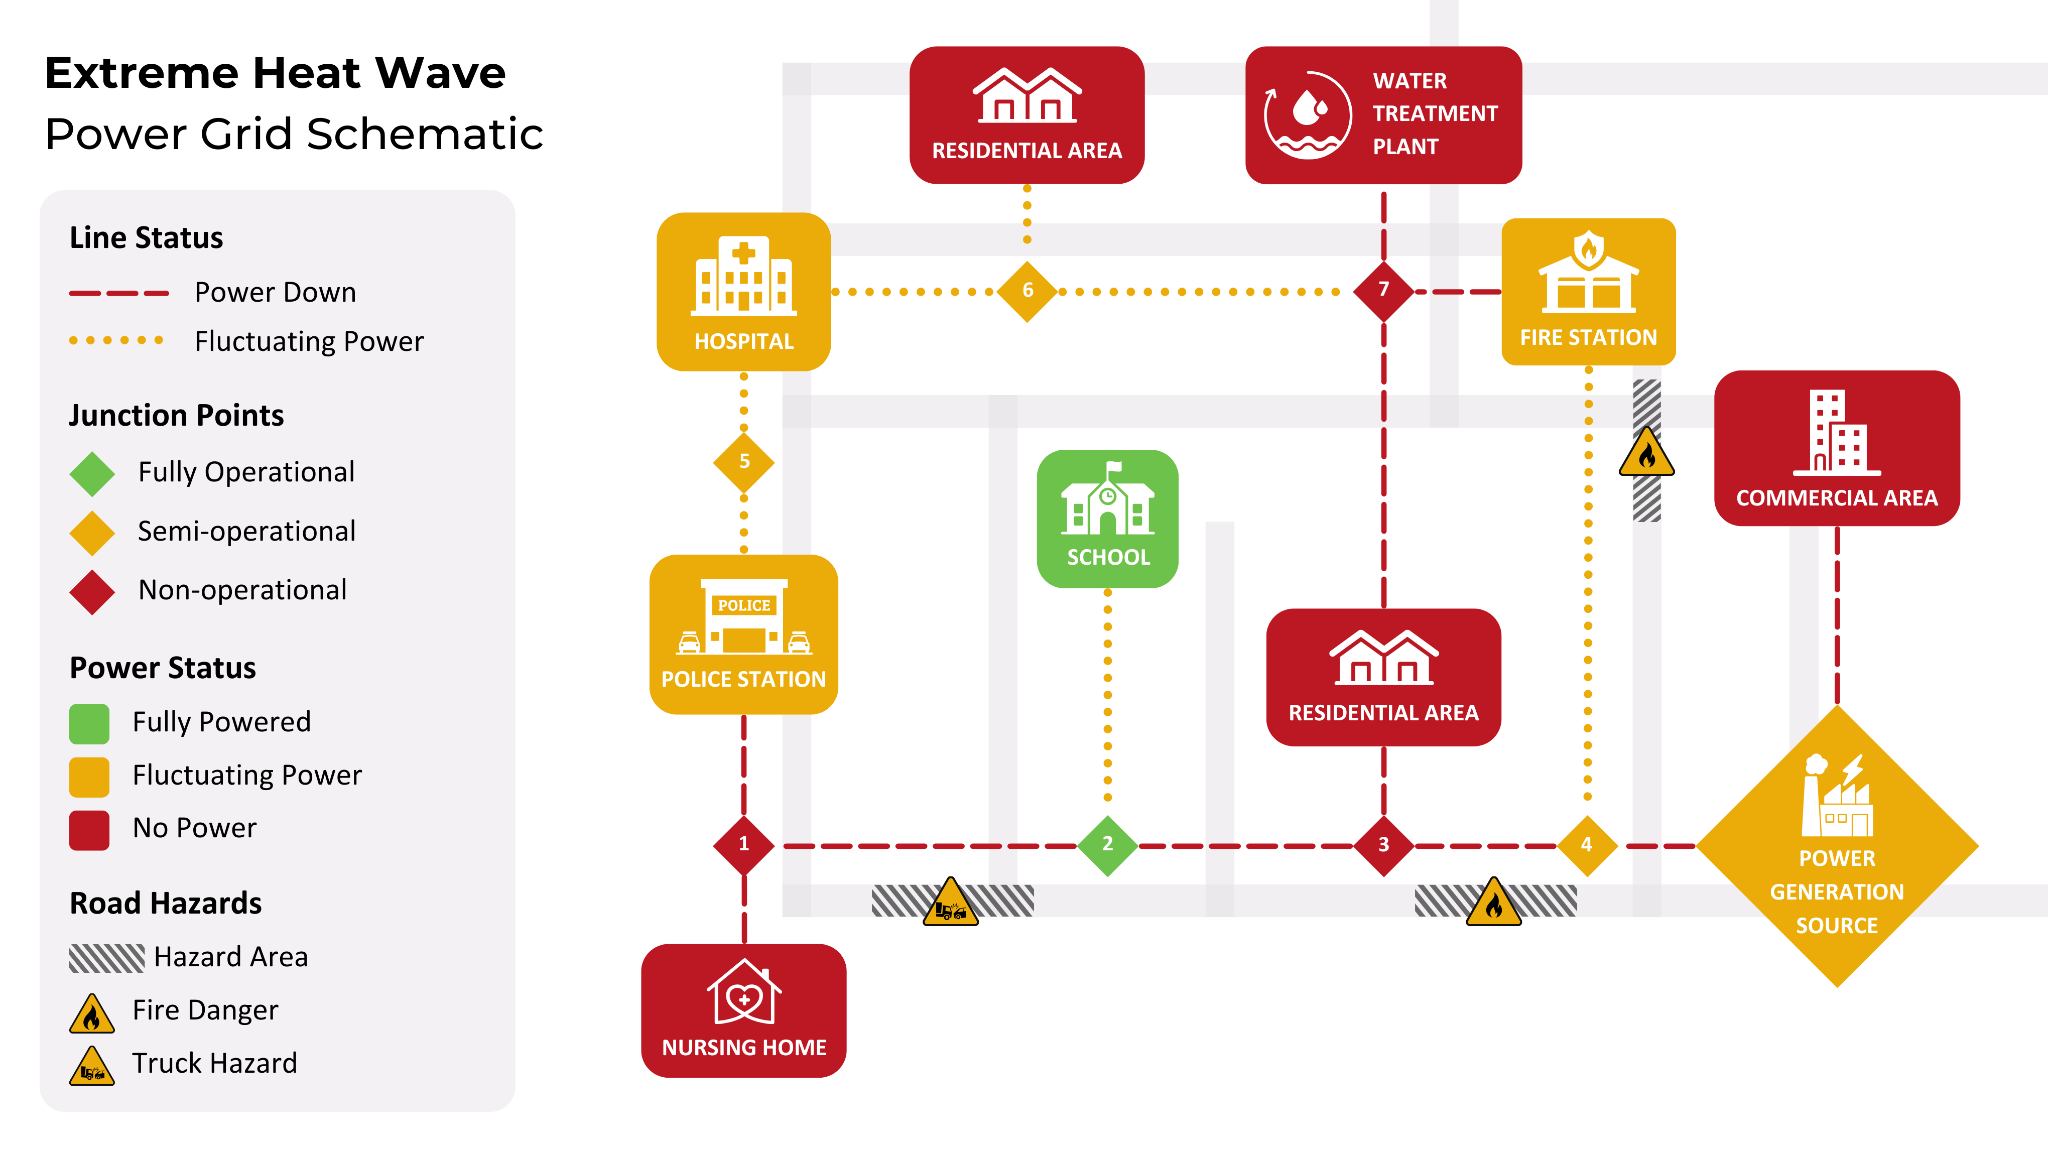 Extreme Heat Wave
Power Grid Schematic
Line Status
Power Down
Fluctuating Power
Junction Points
Fully Operational
Semi-operational
Non-operational
Power Status
Fully Powered
Fluctuating Power
No Power
Road Hazards
Hazard Area
Fire Danger
Truck Hazard
RESIDENTIAL AREA
WATER
TREATMENT
PLANT
HOSPITAL
6
7
FIRE STATION
5
SCHOOL
COMMERCIAL AREA
POLICE
POLICE STATION
RESIDENTIAL AREA
1
2
3
4
POWER
GENERATION
SOURCE
NURSING HOME